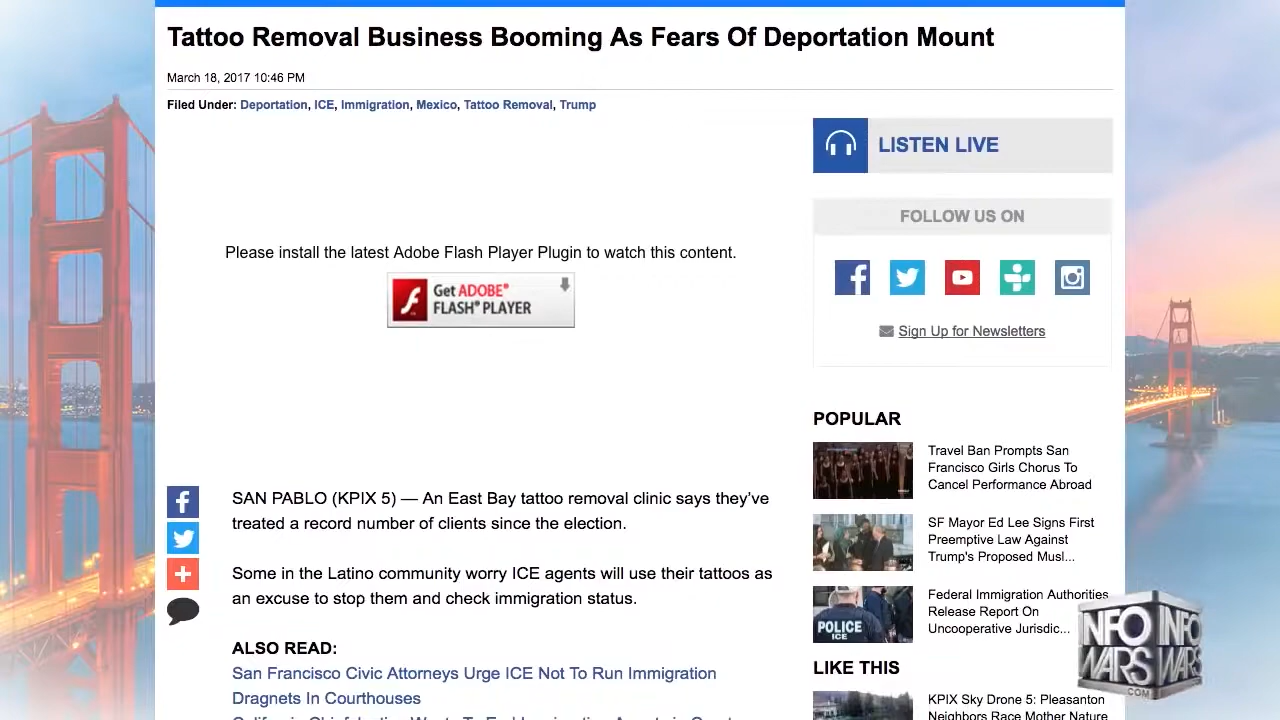 Tattoo Removal Business Booming As Fears Of Deportation Mount
March 18, 2017 10:46 PM
Filed Under: Deportation, ICE, Immigration, Mexico, Tattoo Removal, Trump
LISTEN LIVE
FOLLOW US ON
Please install the latest Adobe Flash Player Plugin to watch this content.
Get ADOBE®
FLASH® PLAYER
Sign Up for Newsletters
SAN PABLO (KPIX 5) — An East Bay tattoo removal clinic says they’ve
treated a record number of clients since the election.
Some in the Latino community worry ICE agents will use their tattoos as
an excuse to stop them and check immigration status.
ALSO READ:
San Francisco Civic Attorneys Urge ICE Not To Run Immigration
Dragnets In Courthouses
POPULAR
Travel Ban Prompts San
Francisco Girls Chorus To
Cancel Performance Abroad
SF Mayor Ed Lee Signs First
Preemptive Law Against
Trump's Proposed Musl...
POLICE
ICE
Federal Immigration Authorities
Release Report On
Uncooperative Jurisdic...
LIKE THIS
KPIX Sky Drone 5: Pleasanton
Neighbors Race Mother Nature
INFO
WARS
.COM
INFO
WARS